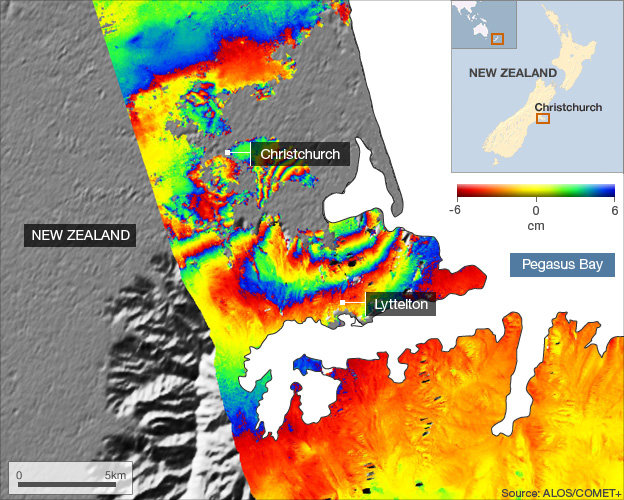 NEW ZEALAND
Christchurch
Christchurch
-6 0 6
cm
NEW ZEALAND
Pegasus Bay
Lyttelton
0 5km
Source: ALOS/COMET+